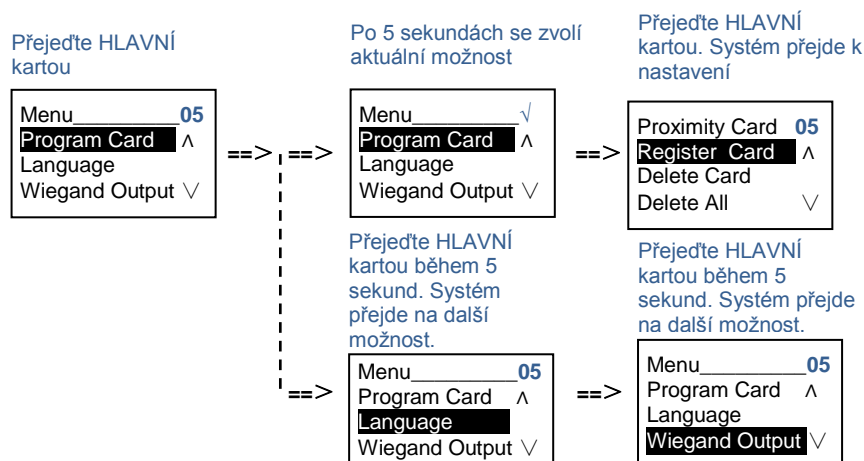 Přejeďte HLAVNÍ
kartou
Menu_________05
Program Card ∧
Language
Wiegand Output ∨
==>
==>
Po 5 sekundách se zvolí
aktuální možnost
Menu_________√
Program Card ∧
Language
Wiegand Output ∨
==>
Přejeďte HLAVNÍ
kartou. Systém přejde k
nastavení
Proximity Card 05
Register Card ∧
Delete Card
Delete All ∨
==>
Přejeďte HLAVNÍ
kartou během 5
sekund. Systém
přejde na další
možnost.
Menu_________05
Program Card ∧
Language
Wiegand Output ∨
==>
Přejeďte HLAVNÍ
kartou během 5
sekund. Systém přejde
na další možnost.
Menu_________05
Program Card ∧
Language
Wiegand Output ∨